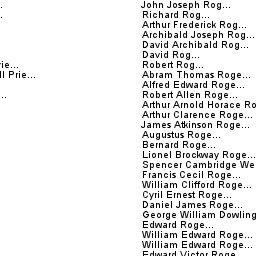 ..
John Joseph Rog...
..
Richard Rog...
Arthur Frederick Rog...
Archibald Joseph Rog...
David Archibald Rog...
David Rog...
rie...
Robert Rog...
ll Prie...
Abram Thomas Roge...
Alfred Edward Roge...
...
Robert Allen Roge...
Arthur Arnold Horace Ro
Arthur Clarence Roge...
James Atkinson Roge...
Augustus Roge...
Bernard Roge...
Lionel Brockway Roge...
Spencer Cambridge We
Francis Cecil Roge...
William Clifford Roge...
Cyril Ernest Roge...
Daniel James Roge...
George William Dowling
Edward Roge...
William Edward Roge...
William Edward Roge...
Edward Victor Roge